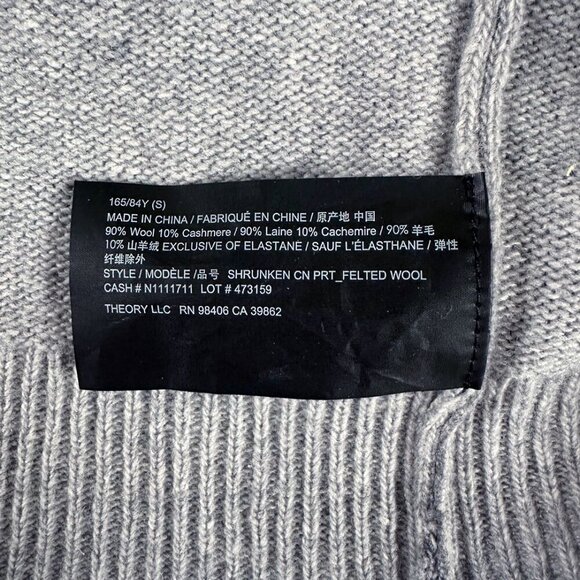 165/84Y (S)
MADE IN CHINA / FABRIQUÉ EN CHINE / 原产地 中国
90% Wool 10% Cashmere / 90% Laine 10% Cachemire / 90% 羊毛
10% 山羊绒 EXCLUSIVE OF ELASTANE / SAUF L'ÉLASTHANE / 弹性
纤维除外
STYLE / MODÈLE /品号 SHRUNKEN CN PRT_FELTED WOOL
CASH # N1111711 LOT # 473159
THEORY LLC RN 98406 CA 39862